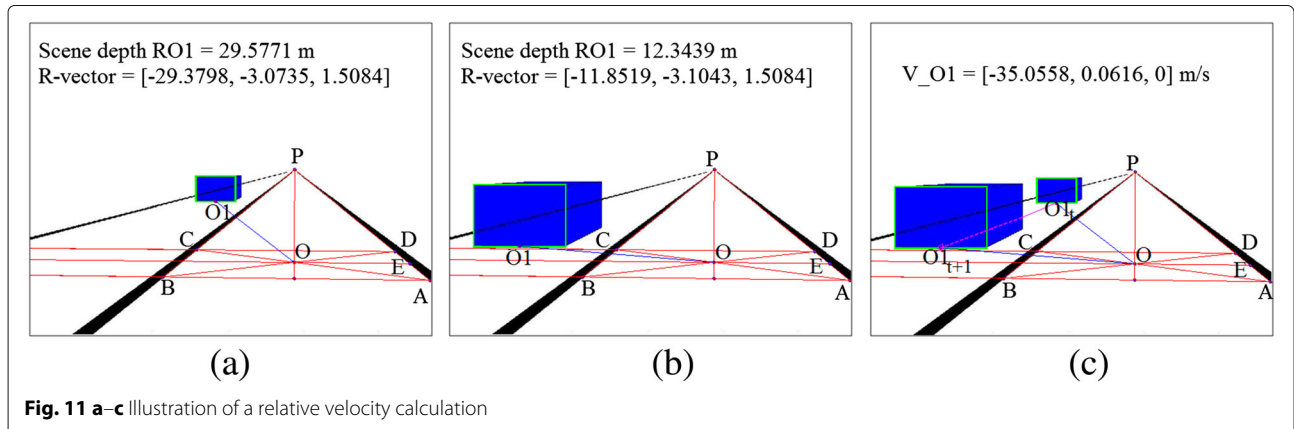 Scene depth RO1 = 29.5771 m
R-vector = [-29.3798, -3.0735, 1.5084]
P
O1
C
O
D
E
B
A
(a)
Scene depth RO1 = 12.3439 m
R-vector = [-11.8519, -3.1043, 1.5084]
P
C
O1
O
D
E
B
A
(b)
V_O1 = [-35.0558, 0.0616, 0] m/s
P
O1t
C
O1t+1
O
D
E
B
A
(c)
Fig. 11 a–c Illustration of a relative velocity calculation